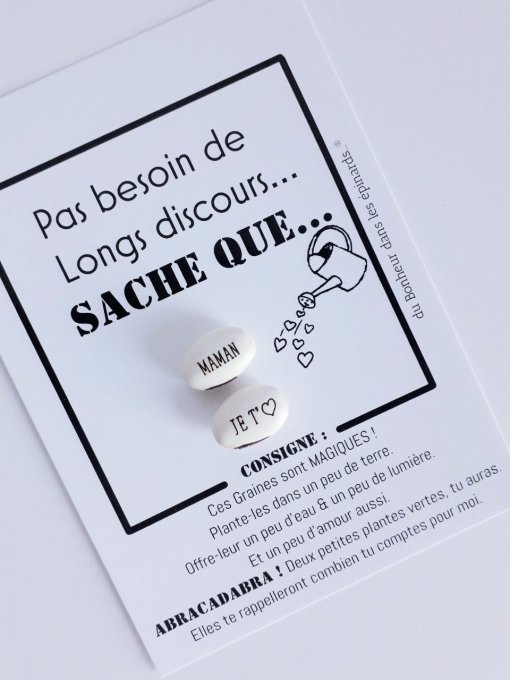 Pas besoin de
Longs discours...
SACHE QUE...
MAMAN
JE T'♡
CONSIGNE :
Ces Graines sont MAGIQUES !
Plante-les dans un peu de terre.
Offre-leur un peu d'eau & un peu de lumière.
Et un peu d'amour aussi.
ABRACADABRA ! Deux petites plantes vertes, tu auras.
Elles te rappelleront combien tu comptes pour moi.
du Bonheur dans les épinards...®